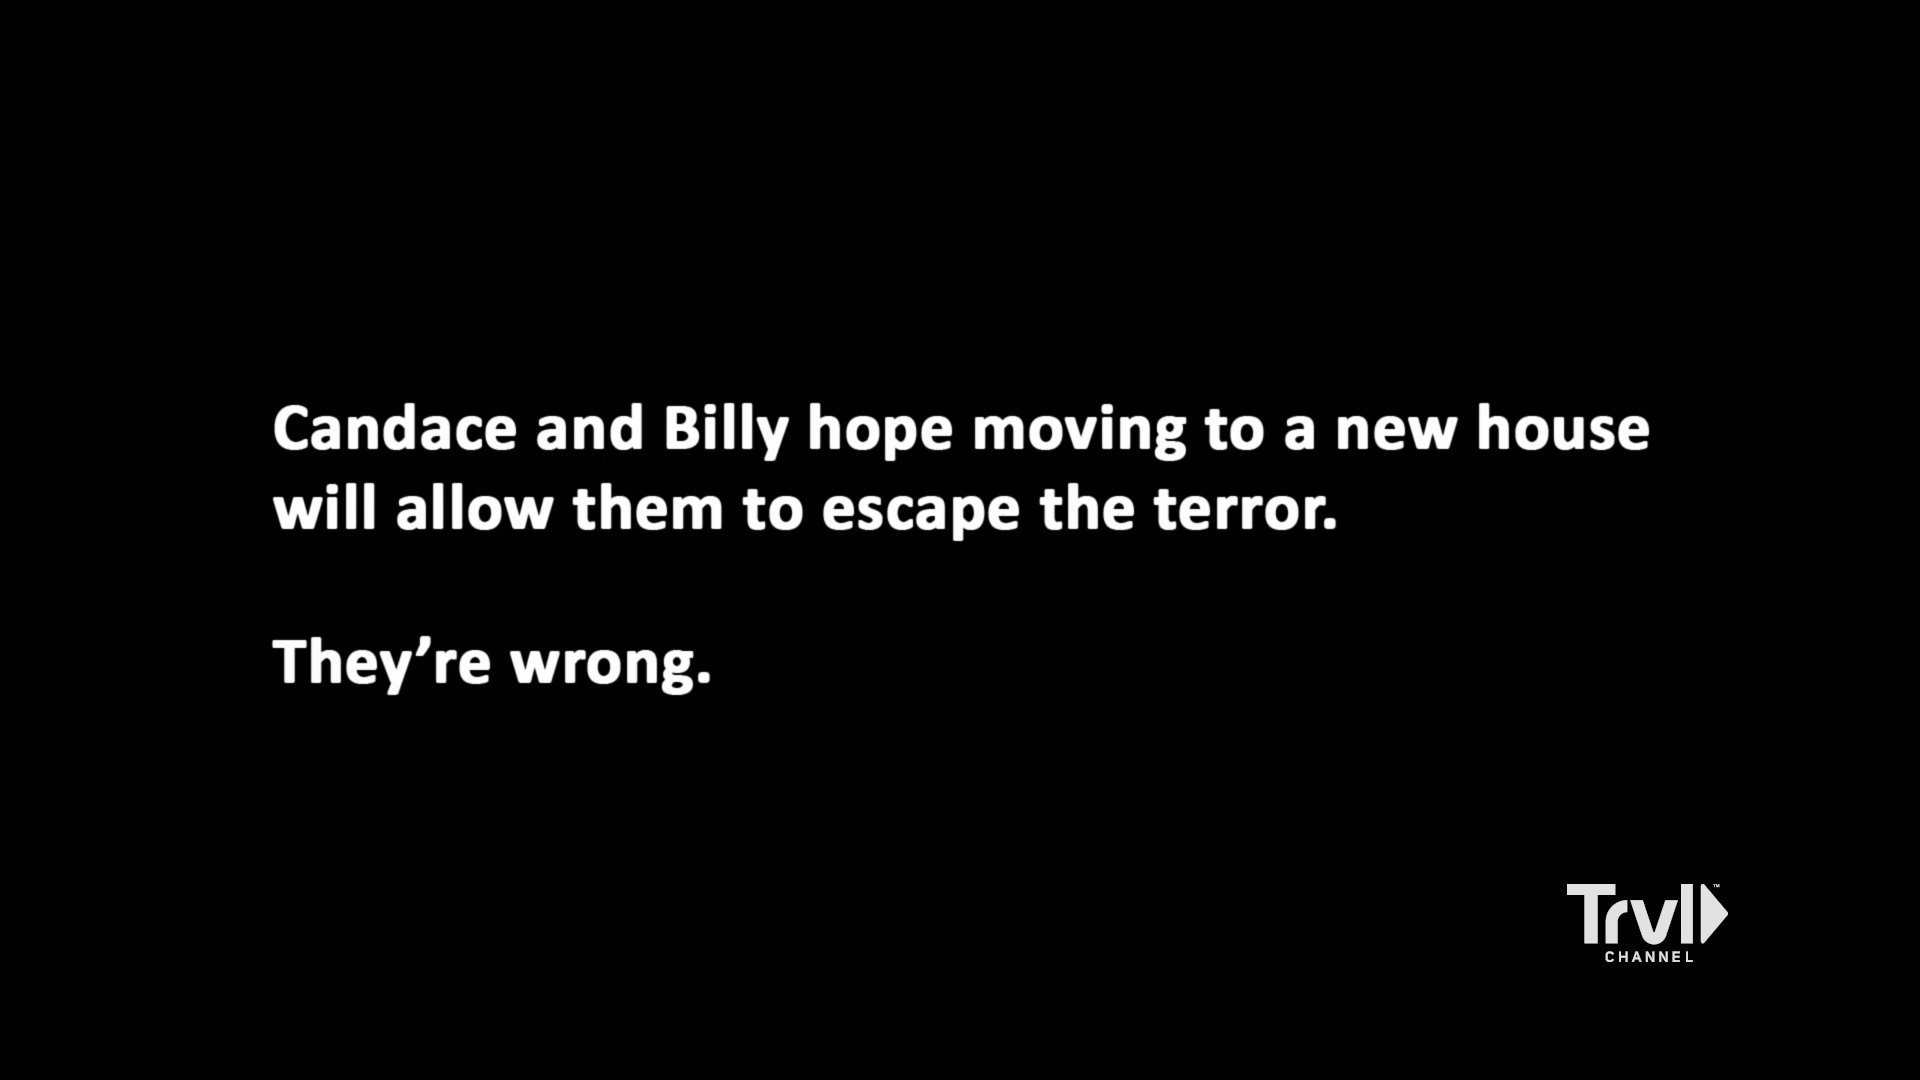 Candace and Billy hope moving to a new house
will allow them to escape the terror.
They’re wrong.
Trvl™
CHANNEL